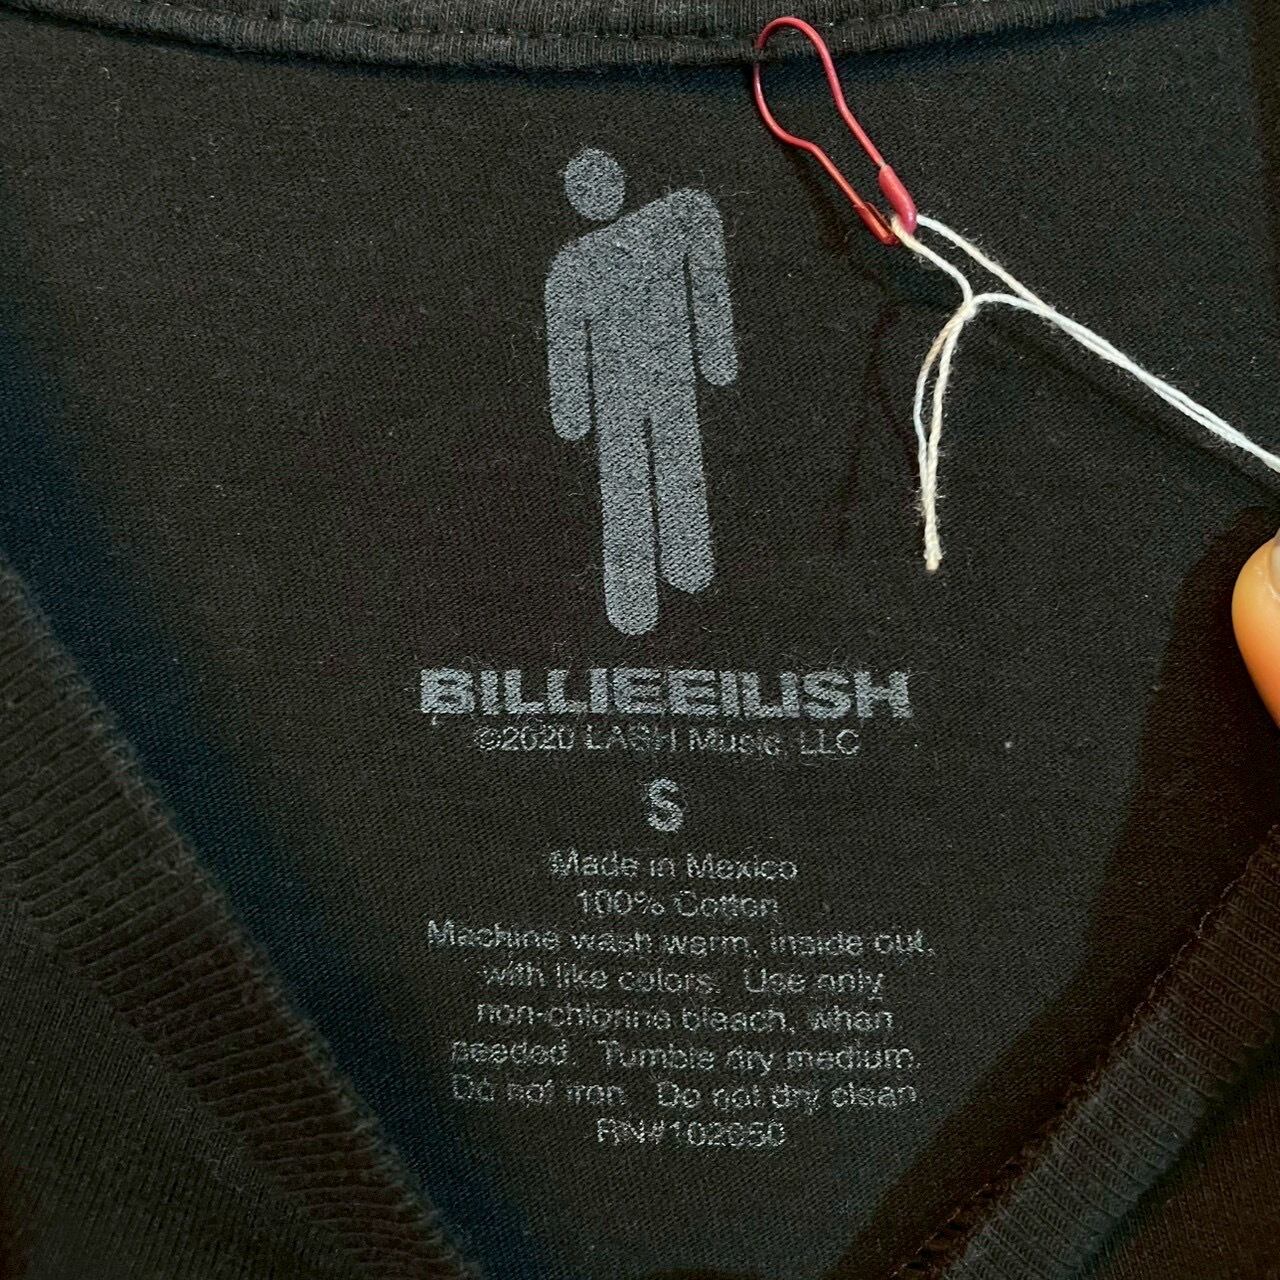 BILLIEEILISH
©2020 LASH Music, LLC
S
Made in Mexico
100% Cotton
Machine wash warm, inside out,
with like colors. Use only
non-chlorine bleach, when
needed. Tumble dry medium.
Do not iron. Do not dry clean
RN#102050